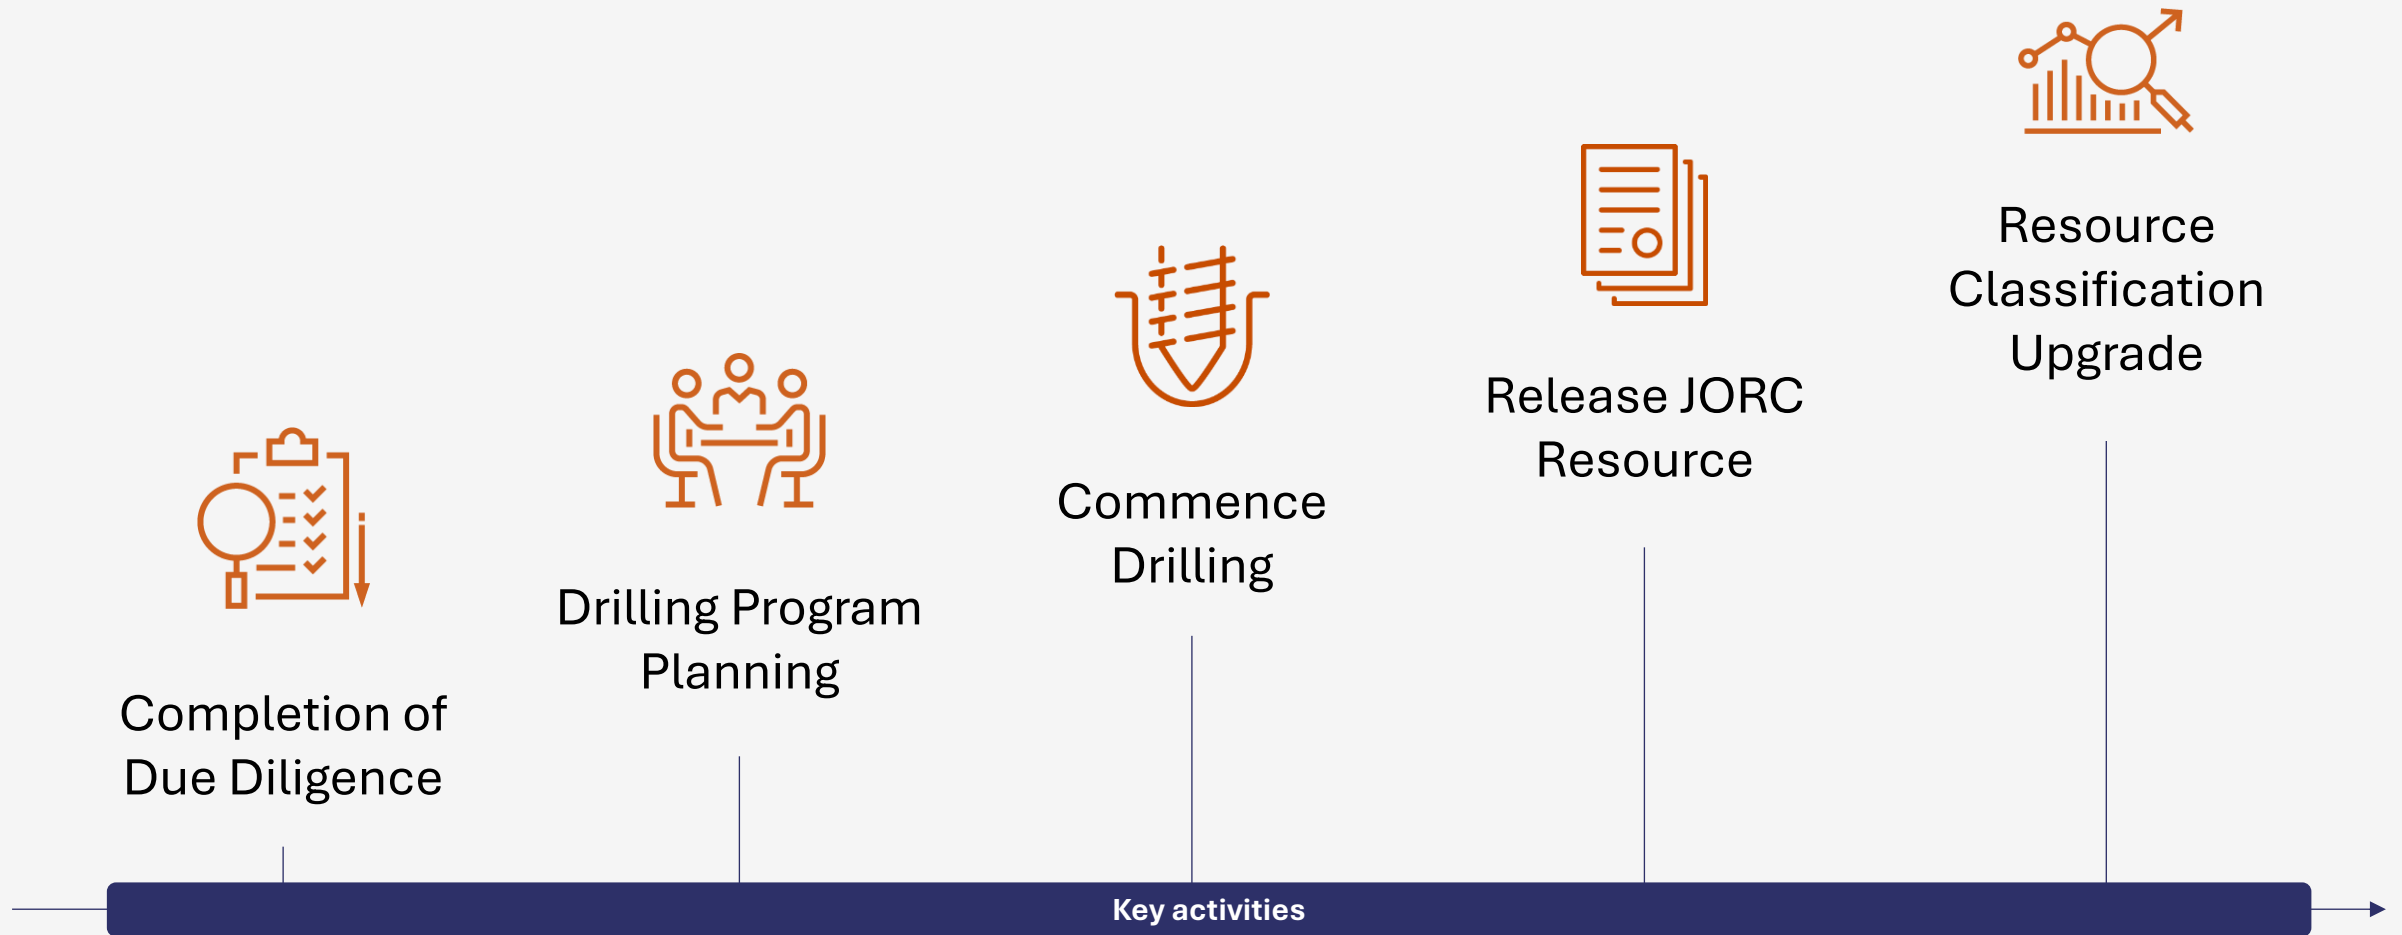 Completion of
Due Diligence
Drilling Program
Planning
Commence
Drilling
Release JORC
Resource
Resource
Classification
Upgrade
Key activities